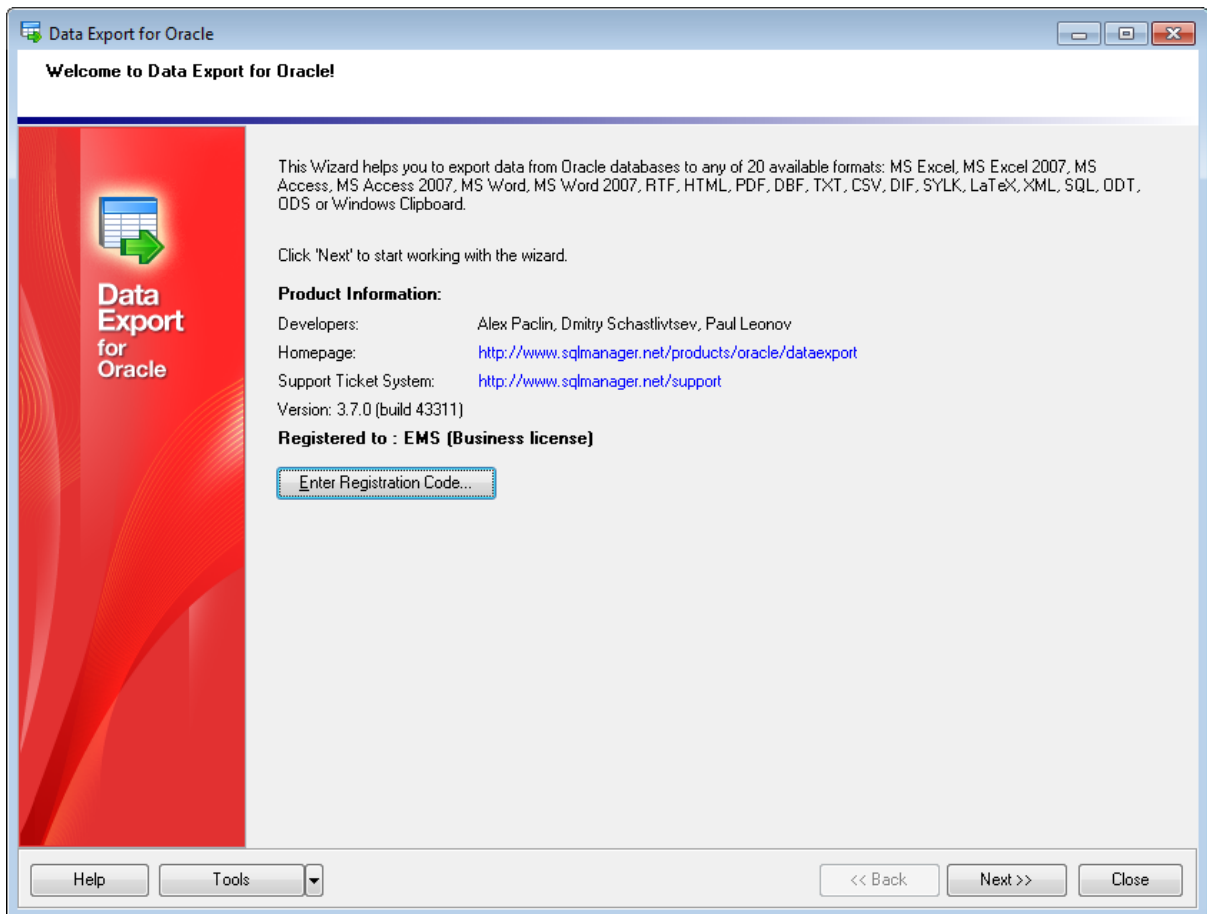 Data Export for Oracle
Welcome to Data Export for Oracle!
Data
Export
for
Oracle
This Wizard helps you to export data from Oracle databases to any of 20 available formats: MS Excel, MS Excel 2007, MS
Access, MS Access 2007, MS Word, MS Word 2007, RTF, HTML, PDF, DBF, TXT, CSV, DIF, SYLK, LaTeX, XML, SQL, ODT,
ODS or Windows Clipboard.
Click 'Next' to start working with the wizard.
Product Information:
Developers: Alex Paclin, Dmitry Schastlivtsev, Paul Leonov
Homepage: http://www.sqlmanager.net/products/oracle/dataexport
Support Ticket System: http://www.sqlmanager.net/support
Version: 3.7.0 (build 43311)
Registered to : EMS (Business license)
Enter Registration Code...
Help Tools << Back Next >> Close